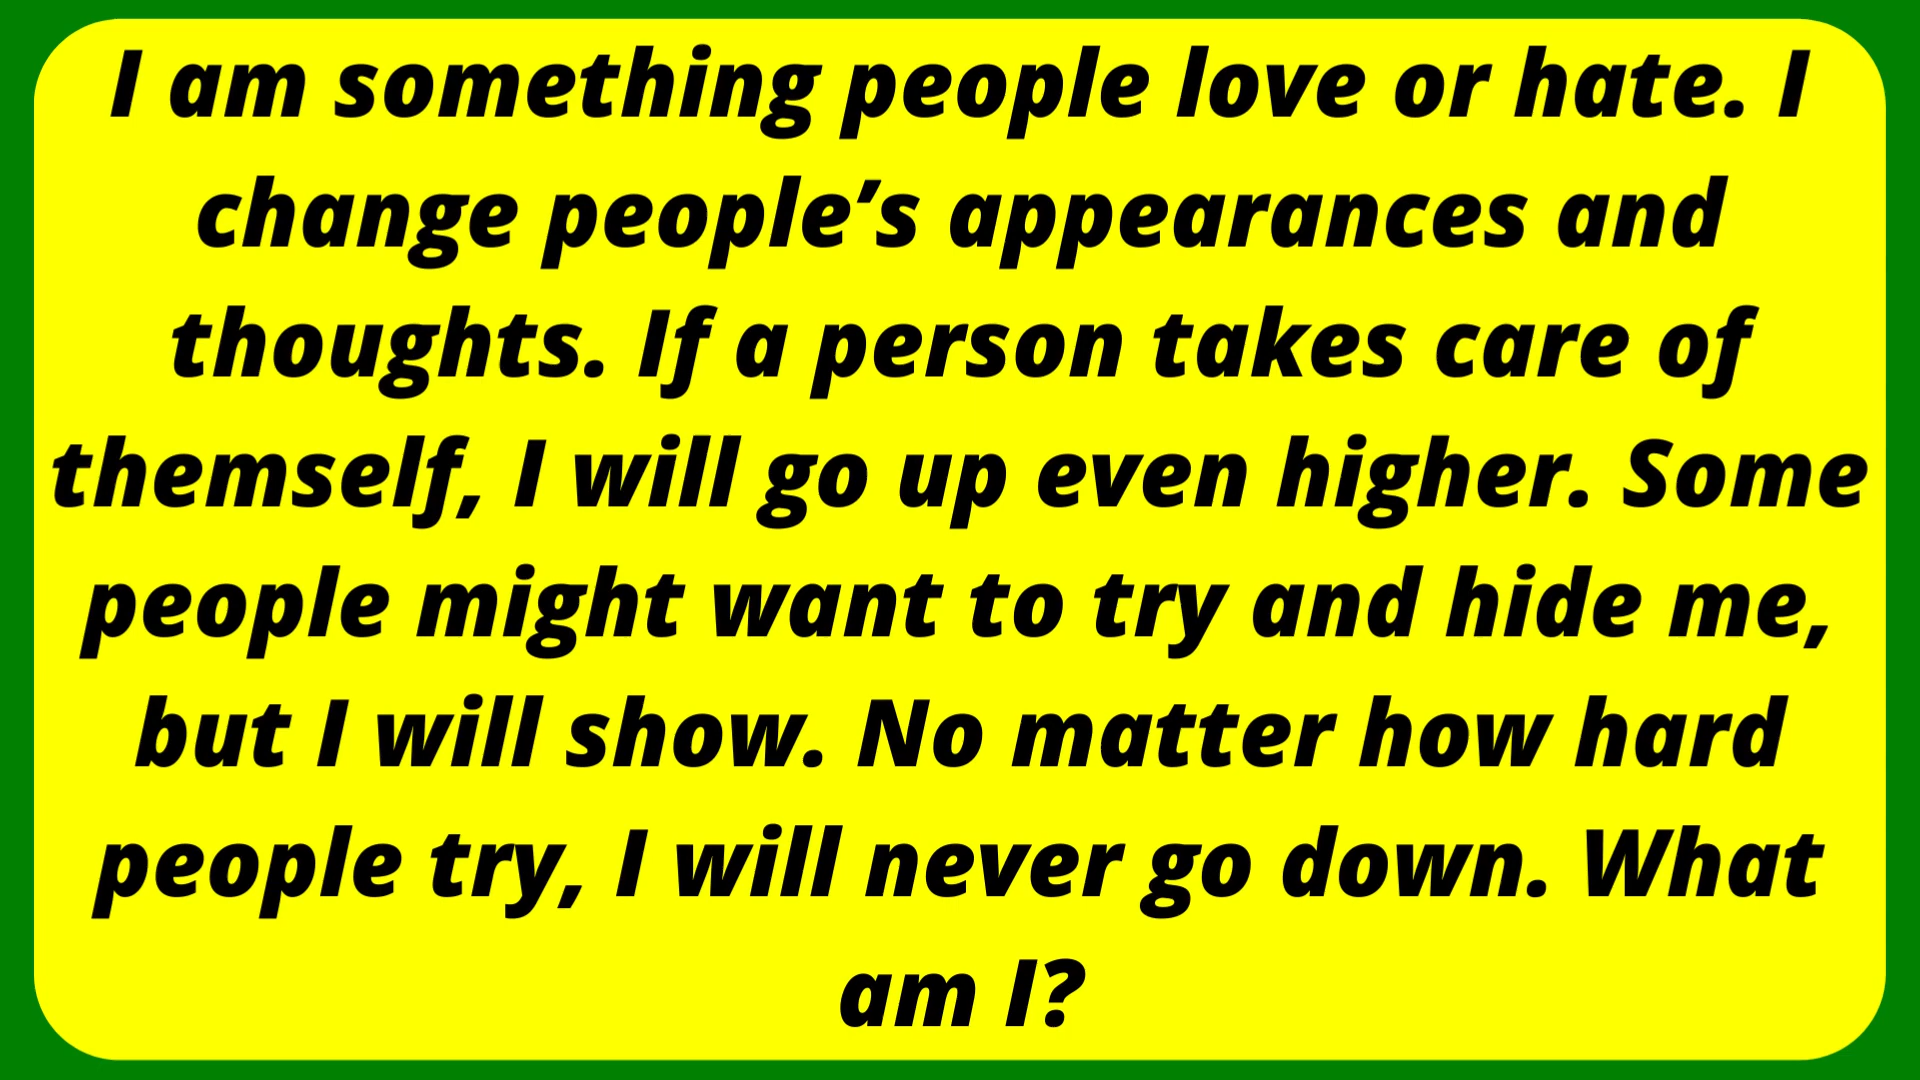 I am something people love or hate. I
change people’s appearances and
thoughts. If a person takes care of
themself, I will go up even higher. Some
people might want to try and hide me,
but I will show. No matter how hard
people try, I will never go down. What
am I?